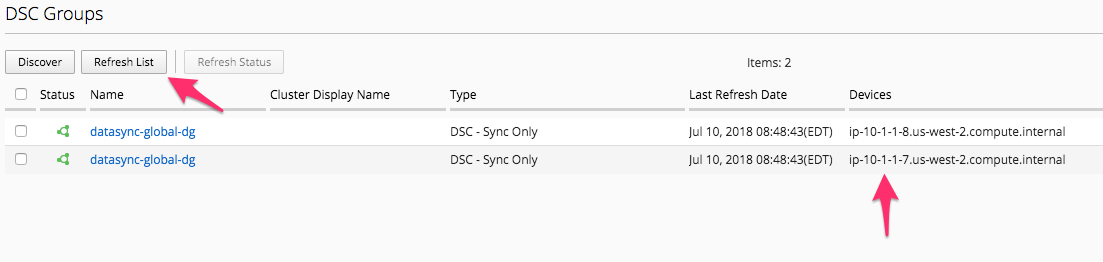 DSC Groups
Discover Refresh List Refresh Status Items: 2
Status Name Cluster Display Name Type Last Refresh Date Devices
datasync-global-dg DSC - Sync Only Jul 10, 2018 08:48:43(EDT) ip-10-1-1-8.us-west-2.compute.internal
datasync-global-dg DSC - Sync Only Jul 10, 2018 08:48:43(EDT) ip-10-1-1-7.us-west-2.compute.internal